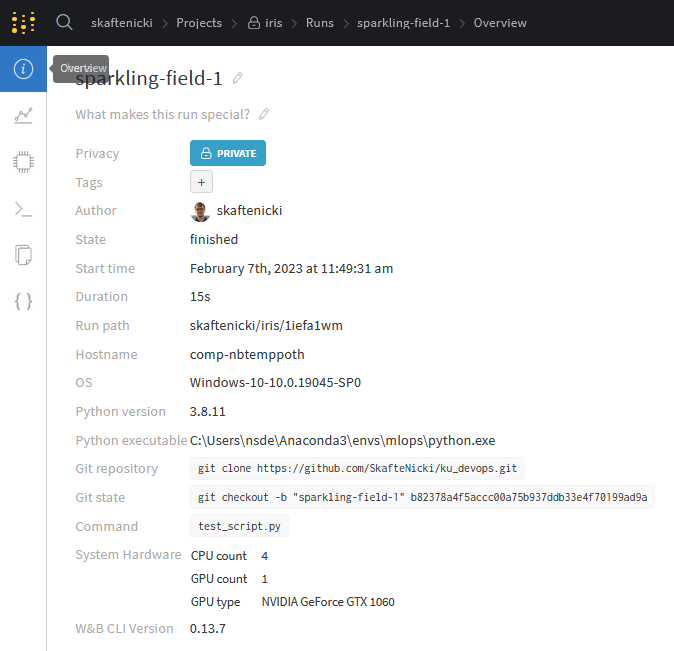 skaftenicki > Projects > iris > Runs > sparkling-field-1 > Overview
Overview
sparkling-field-1
What makes this run special?
Privacy PRIVATE
Tags +
Author skaftenicki
State finished
Start time February 7th, 2023 at 11:49:31 am
Duration 15s
Run path skaftenicki/iris/1iefa1wm
Hostname comp-nbtemppoth
OS Windows-10-10.0.19045-SP0
Python version 3.8.11
Python executable C:\Users\nsde\Anaconda3\envs\mlops\python.exe
Git repository git clone https://github.com/SkafteNicki/ku_devops.git
Git state git checkout -b "sparkling-field-1" b82378a4f5accc00a75b937ddb33e4f70199ad9a
Command test_script.py
System Hardware CPU count 4
GPU count 1
GPU type NVIDIA GeForce GTX 1060
W&B CLI Version 0.13.7